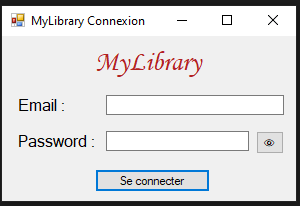 MyLibrary Connexion
MyLibrary
Email :
Password :
Se connecter